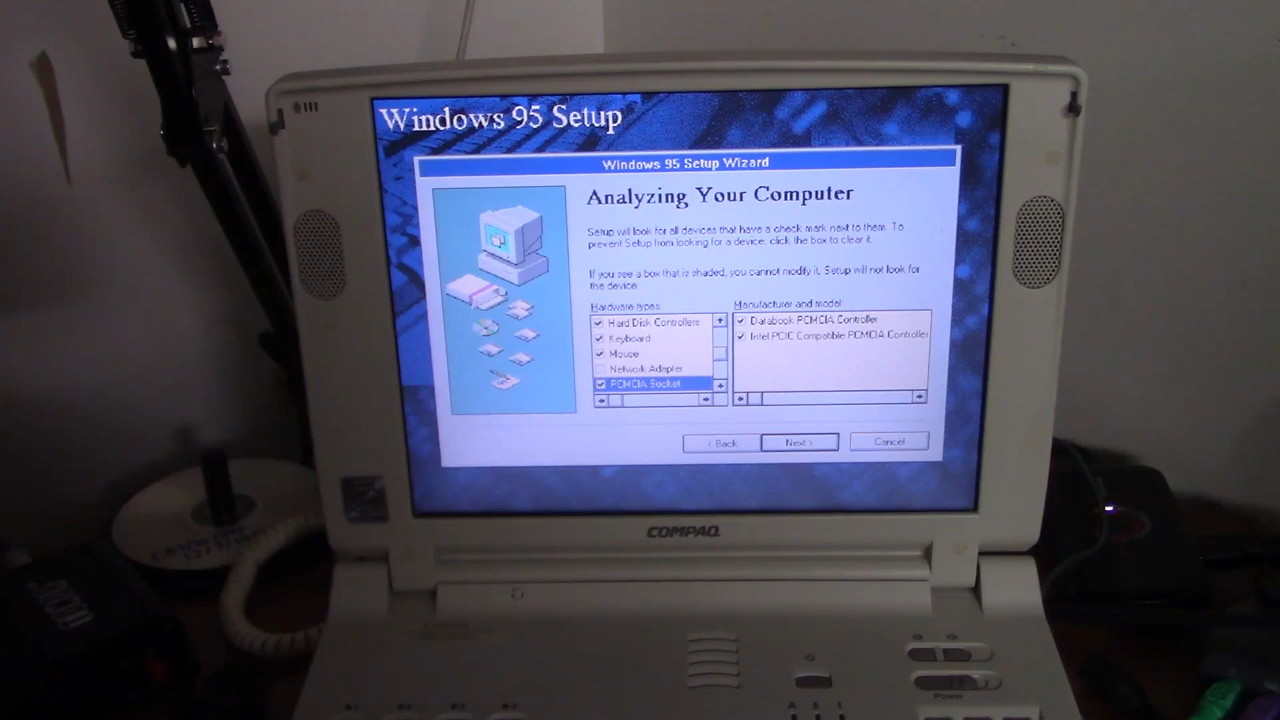 Windows 95 Setup
Windows 95 Setup Wizard
Analyzing Your Computer
Setup will look for all devices that have a check mark next to them. To
prevent Setup from looking for a device, click the box to clear it.
If you see a box that is shaded, you cannot modify it. Setup will not look for
the device.
Hardware types:
Manufacturer and model:
Hard Disk Controllers
Keyboard
Mouse
Network Adapter
PCMCIA Socket
Databook PCMCIA Controller
Intel PCIC Compatible PCMCIA Controller
< Back
Next >
Cancel
COMPAQ
Power
A
1